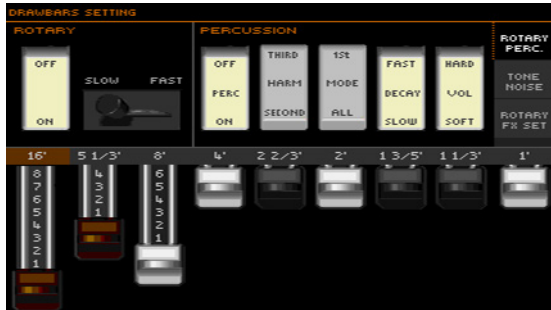 DRAWBARS SETTING
ROTARY
OFF
ON
SLOW FAST
PERCUSSION
OFF
PERC
ON
THIRD
HARM
SECOND
1St
MODE
ALL
FAST
DECAY
SLOW
HARD
VOL
SOFT
ROTARY
PERC.
TONE
NOISE
ROTARY
FX SET
16' 5 1/3' 8' 4' 2 2/3' 2' 1 3/5' 1 1/3' 1'
8
7
6
5
4
3
2
1
4
3
2
1
6
5
4
3
2
1